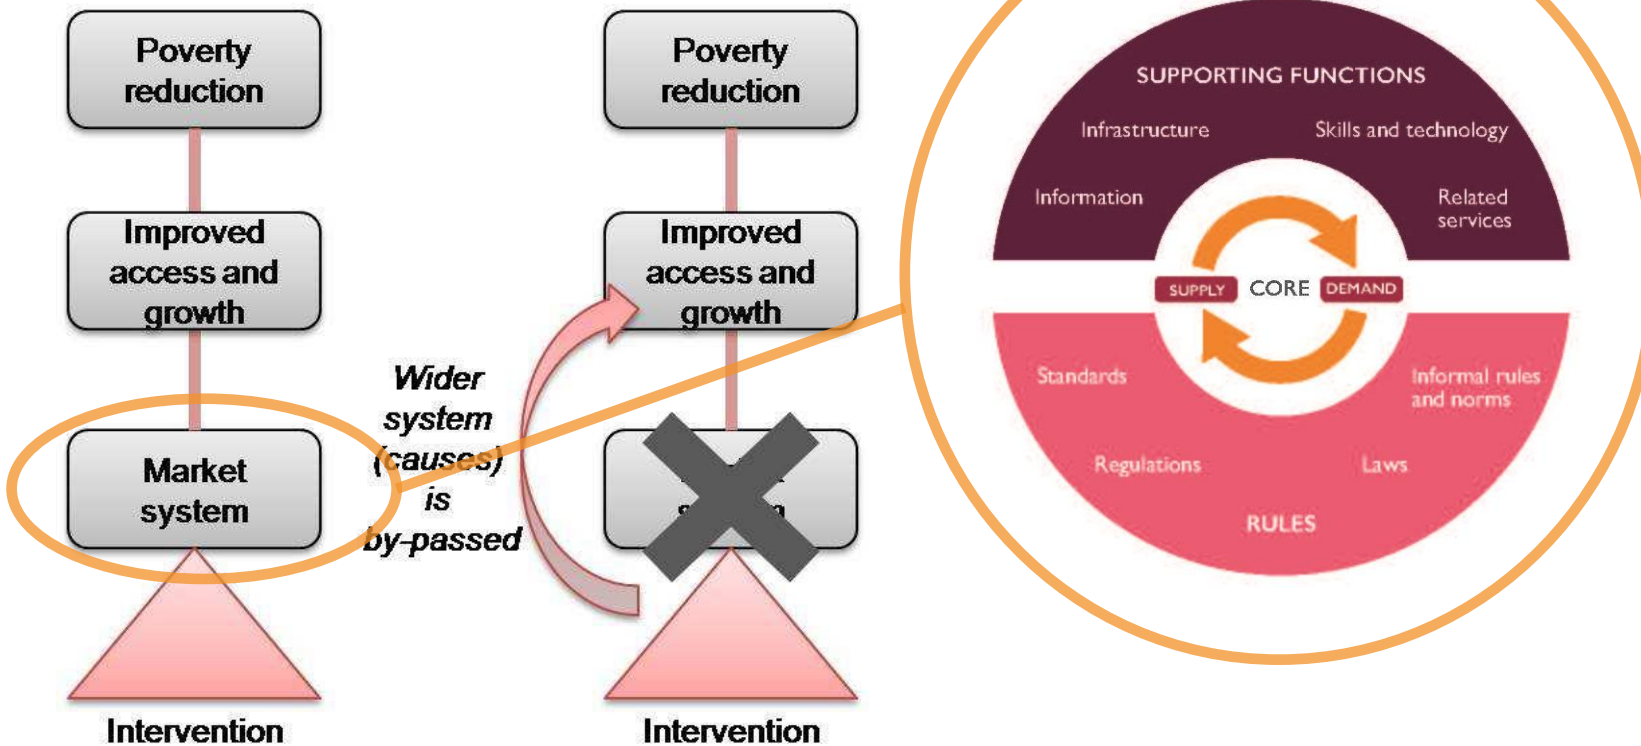 Poverty
reduction
Improved
access and
growth
Market
system
Intervention
Wider
system
(causes)
is
by-passed
Poverty
reduction
Improved
access and
growth
Intervention
SUPPORTING FUNCTIONS
Infrastructure
Skills and technology
Information
Related
services
SUPPLY
CORE
DEMAND
Standards
Informal rules
and norms
Regulations
Laws
RULES